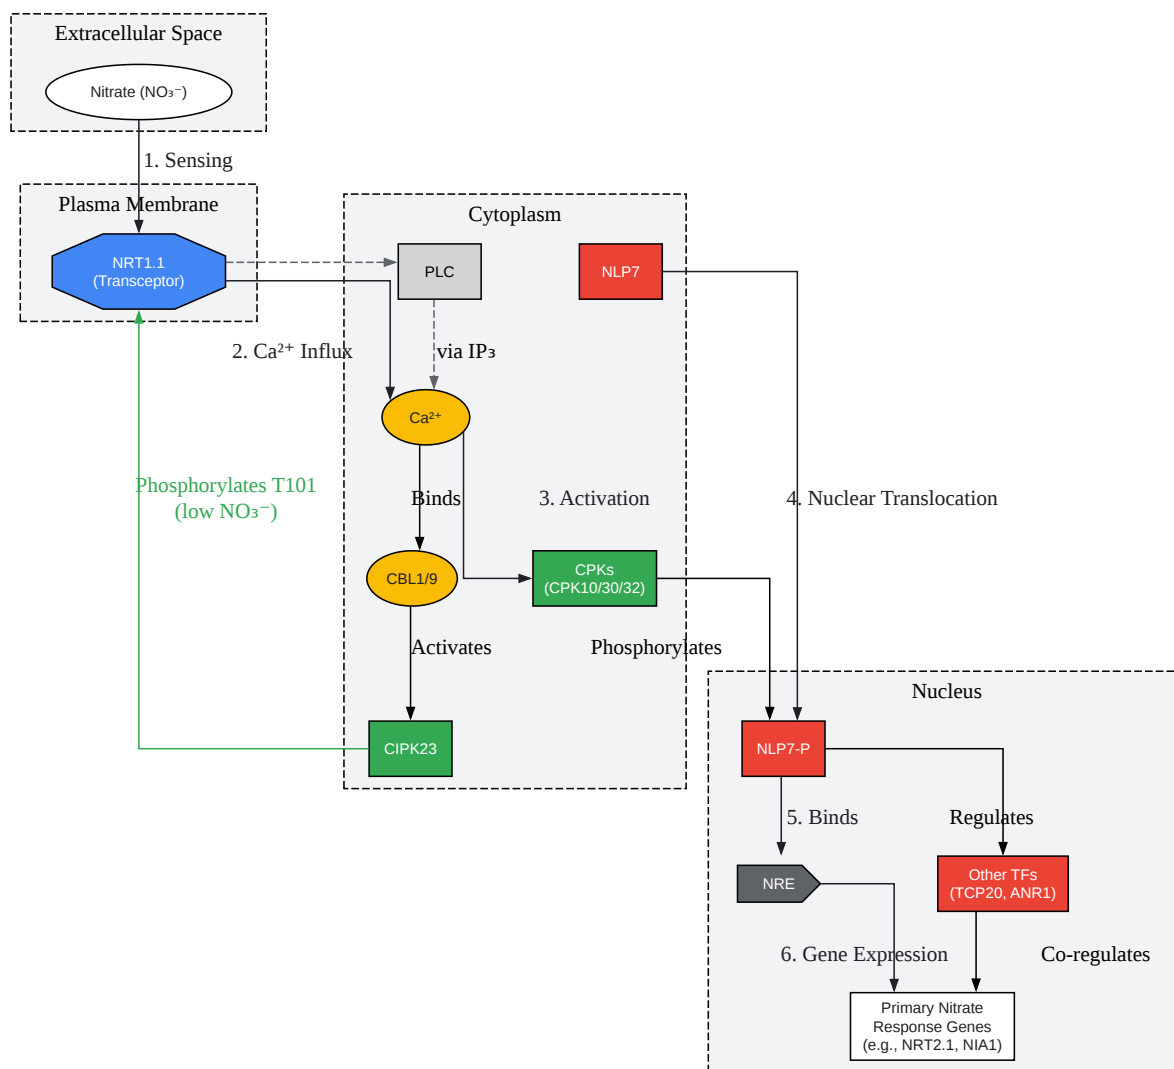 Extracellular Space
Nitrate (NO₃⁻)
1. Sensing
Plasma Membrane
NRT1.1
(Transceptor)
Cytoplasm
PLC
NLP7
2. Ca²⁺ Influx
via IP₃
Ca²⁺
Phosphorylates T101
(low NO₃⁻)
Binds
3. Activation
4. Nuclear Translocation
CBL1/9
CPKs
(CPK10/30/32)
Activates
Phosphorylates
CIPK23
Nucleus
NLP7-P
5. Binds
Regulates
NRE
Other TFs
(TCP20, ANR1)
6. Gene Expression
Co-regulates
Primary Nitrate
Response Genes
(e.g., NRT2.1, NIA1)